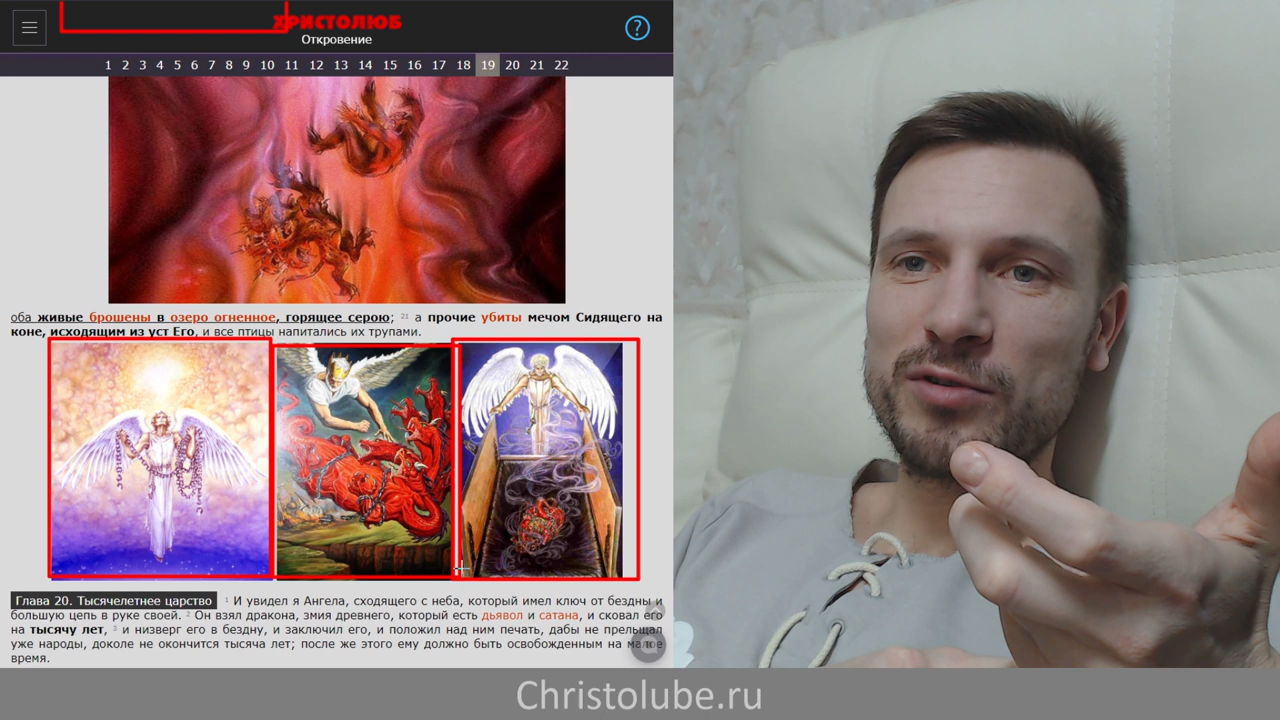 ХРИСТОЛЮБ
Откровение
?
1 2 3 4 5 6 7 8 9 10 11 12 13 14 15 16 17 18 19 20 21 22
оба живые брошены в озеро огненное, горящее серою; 21 а прочие убиты мечом Сидящего на
коне, исходящим из уст Его, и все птицы напитались их трупами.
Глава 20. Тысячелетнее царство 1 И увидел я Ангела, сходящего с неба, который имел ключ от бездны и
большую цепь в руке своей. 2 Он взял дракона, змия древнего, который есть дьявол и сатана, и сковал его
на тысячу лет, 3 и низверг его в бездну, и заключил его, и положил над ним печать, дабы не прельщал
уже народы, доколе не окончится тысяча лет; после же этого ему должно быть освобожденным на малое
время.
Christolube.ru